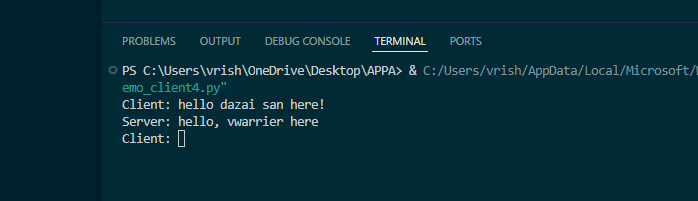 PROBLEMS OUTPUT DEBUG CONSOLE TERMINAL PORTS
PS C:\Users\vrish\OneDrive\Desktop\APPA> & C:/Users/vrish/AppData/Local/Microsoft/
emo_client4.py"
Client: hello dazai san here!
Server: hello, vwarrier here
Client: